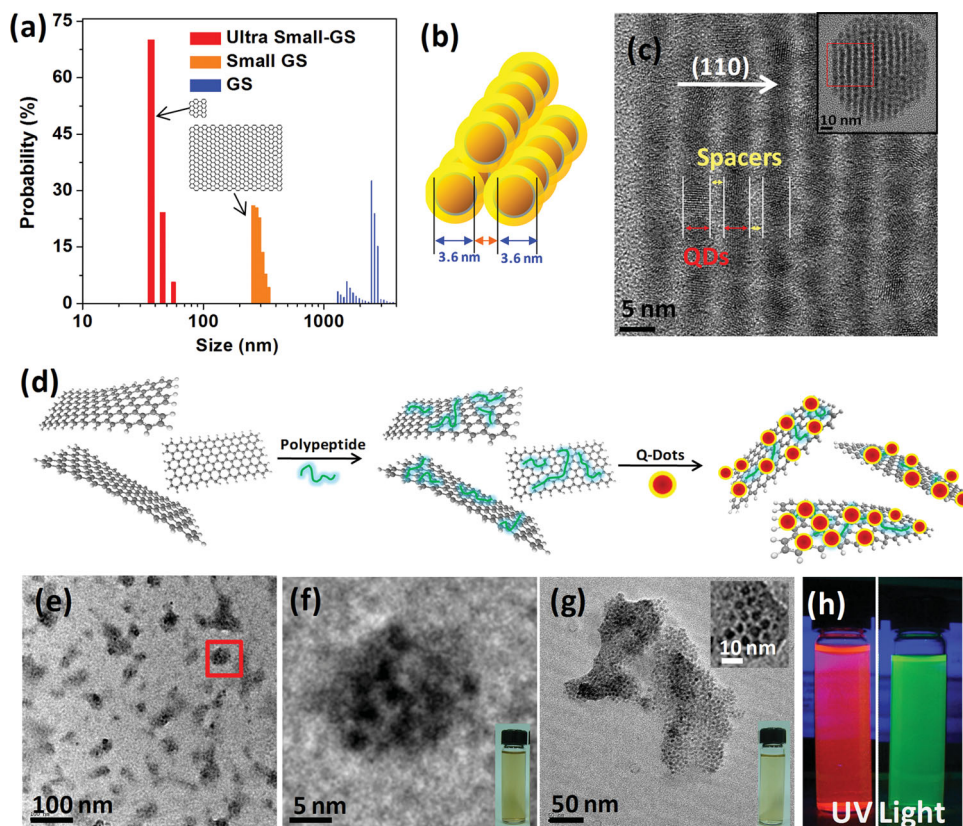 (a)
75
60
45
30
15
0
Probability (%)
Ultra Small-GS
Small GS
GS
10
100
1000
Size (nm)
(b)
3.6 nm
3.6 nm
(c)
(110)
10 nm
Spacers
QDs
5 nm
(d)
Polypeptide
Q-Dots
(e)
100 nm
(f)
5 nm
(g)
10 nm
50 nm
(h)
UV Light